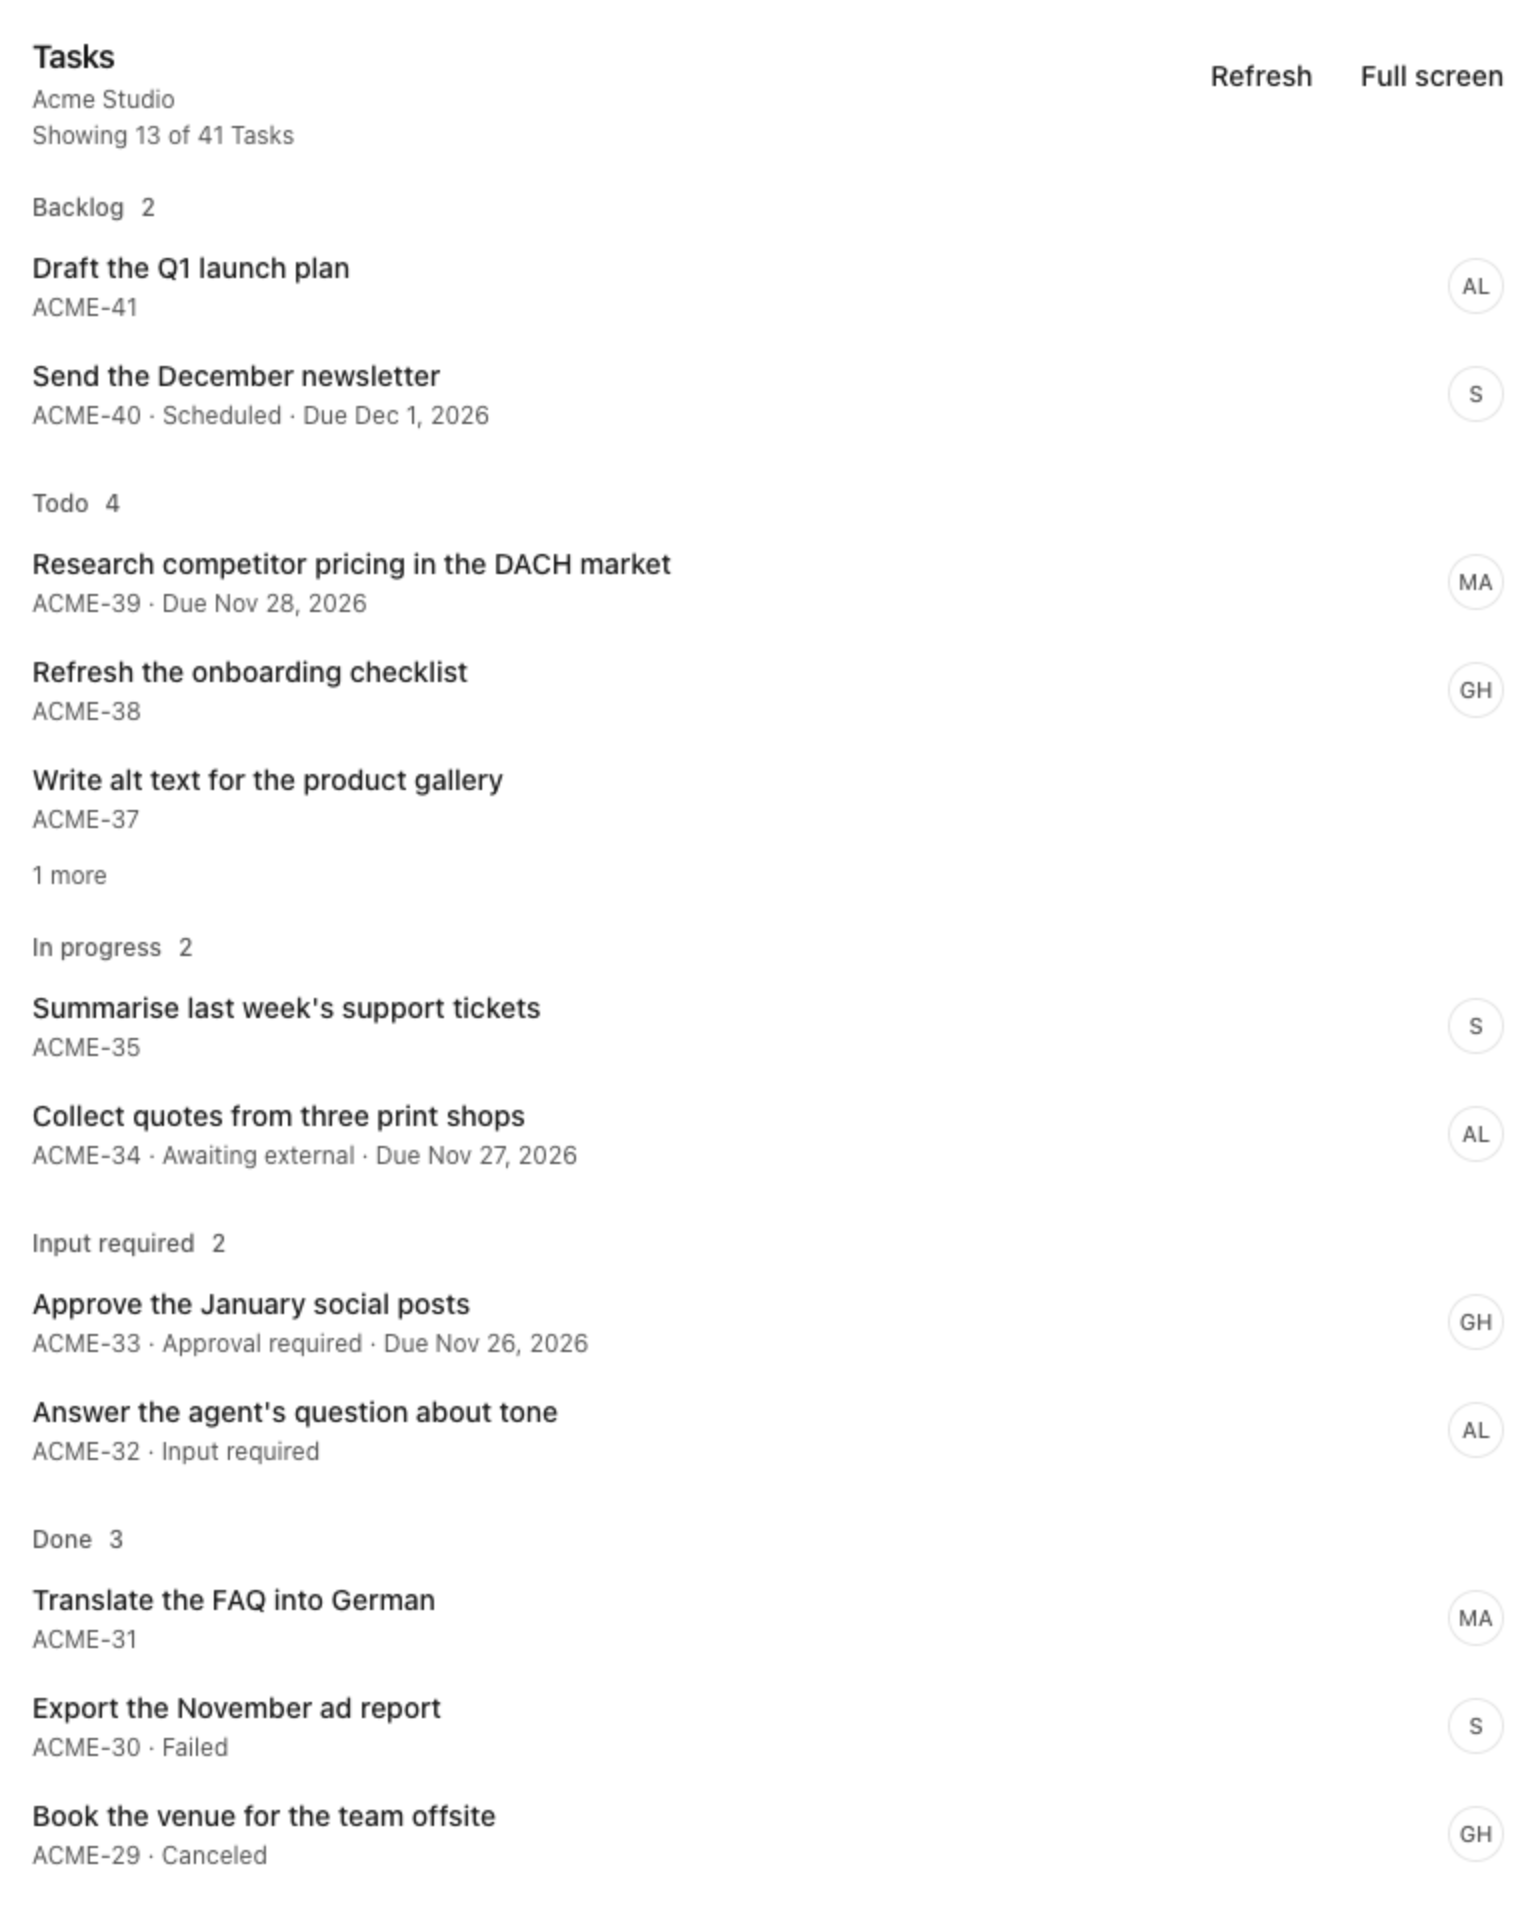 Tasks
Refresh
Full screen
Acme Studio
Showing 13 of 41 Tasks
Backlog 2
Draft the Q1 launch plan
ACME-41
AL
Send the December newsletter
ACME-40 · Scheduled · Due Dec 1, 2026
S
Todo 4
Research competitor pricing in the DACH market
ACME-39 · Due Nov 28, 2026
MA
Refresh the onboarding checklist
ACME-38
GH
Write alt text for the product gallery
ACME-37
1 more
In progress 2
Summarise last week's support tickets
ACME-35
S
Collect quotes from three print shops
ACME-34 · Awaiting external · Due Nov 27, 2026
AL
Input required 2
Approve the January social posts
ACME-33 · Approval required · Due Nov 26, 2026
GH
Answer the agent's question about tone
ACME-32 · Input required
AL
Done 3
Translate the FAQ into German
ACME-31
MA
Export the November ad report
ACME-30 · Failed
S
Book the venue for the team offsite
ACME-29 · Canceled
GH